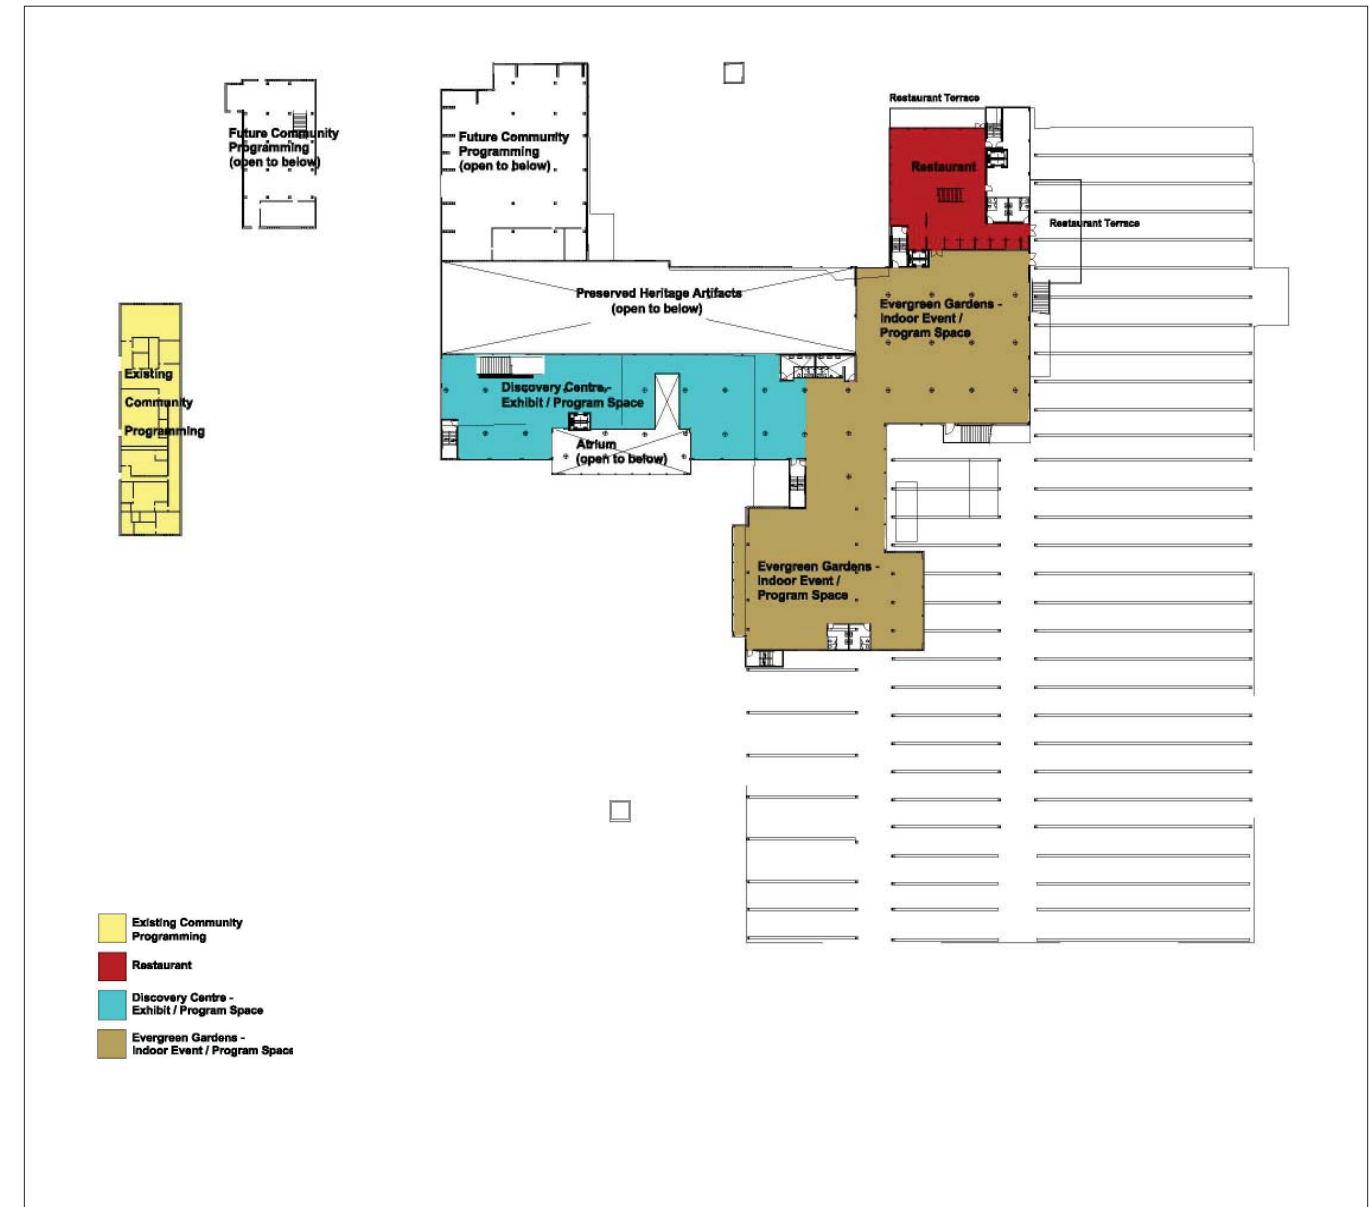 Restaurant Terrace
Future Community
Programming
(open to below)
Future Community
Programming
(open to below)
Restaurant
Restaurant Terrace
Preserved Heritage Artifacts
(open to below)
Evergreen Gardens -
Indoor Event /
Program Space
Existing
Community
Programming
Discovery Centre -
Exhibit / Program Space
Atrium
(open to below)
Evergreen Gardens -
Indoor Event /
Program Space
Existing Community
Programming
Restaurant
Discovery Centre -
Exhibit / Program Space
Evergreen Gardens -
Indoor Event / Program Space